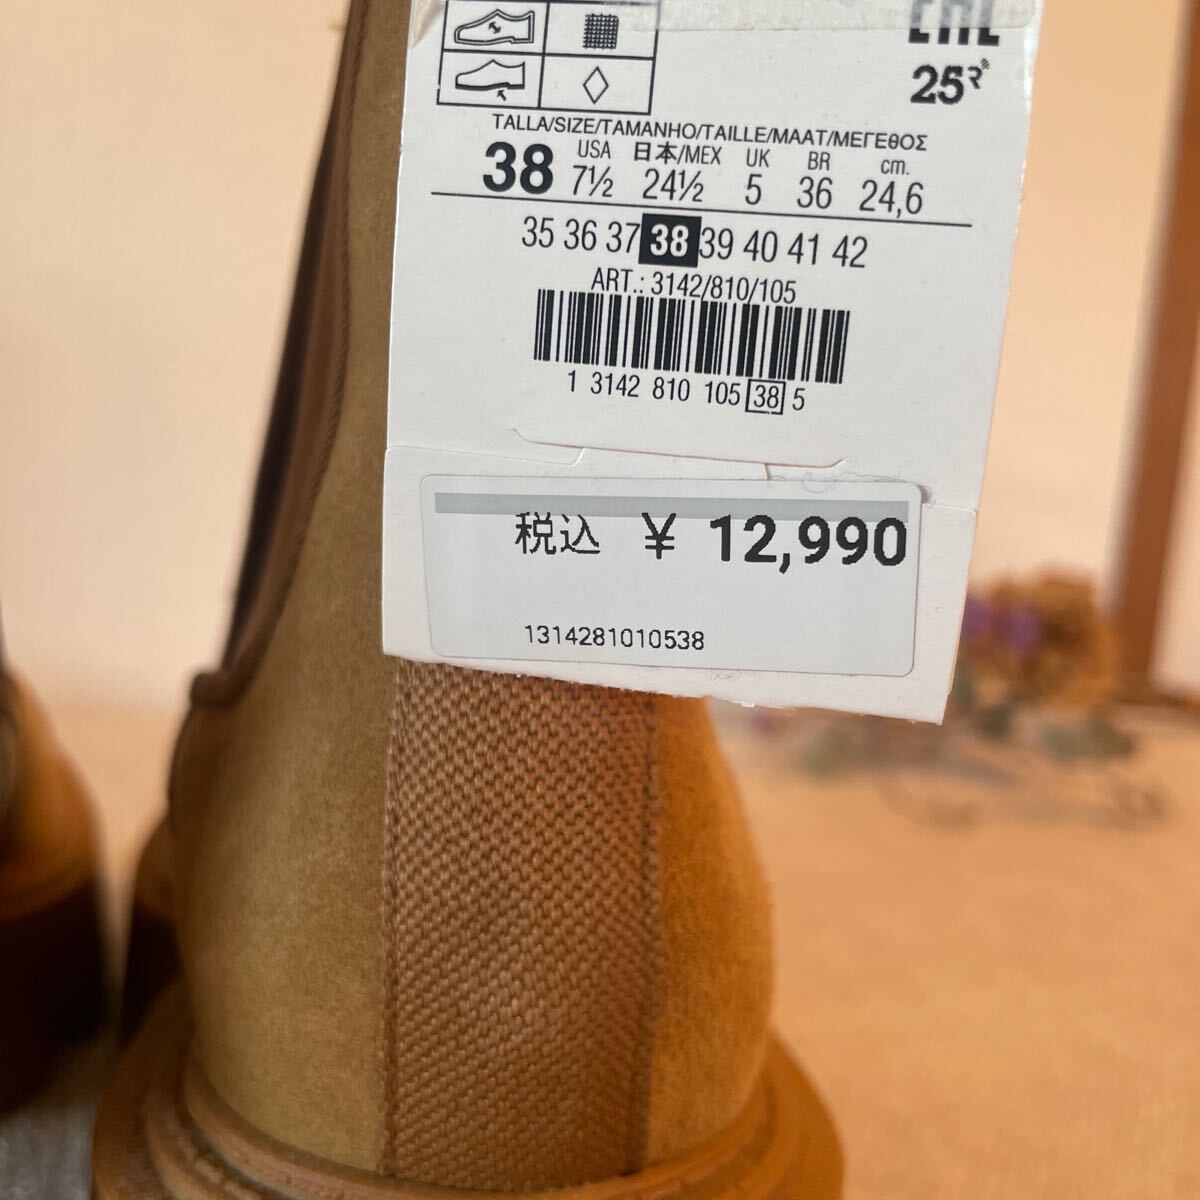 EAC
25
TALLA/SIZE/TAMANHO/TAILLE/MAAT/ΜΕΓΕΘΟΣ
38 USA 日本/MEX UK BR cm.
7½ 24½ 5 36 24,6
35 36 37 38 39 40 41 42
ART.: 3142/810/105
1 3142 810 105 38 5
税込 ¥ 12,990
1314281010538